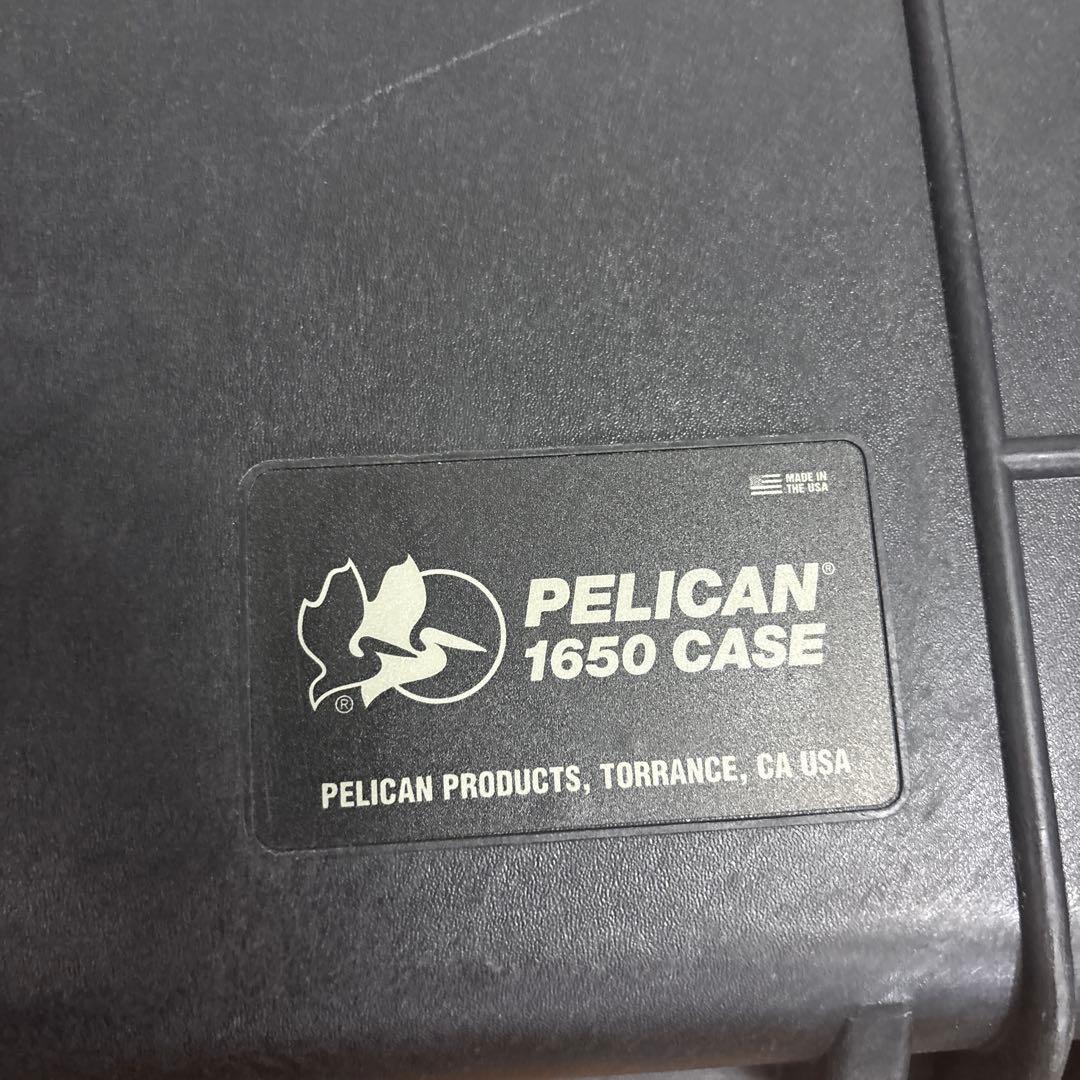 MADE IN
THE USA
PELICAN®
1650 CASE
®
PELICAN PRODUCTS, TORRANCE, CA USA